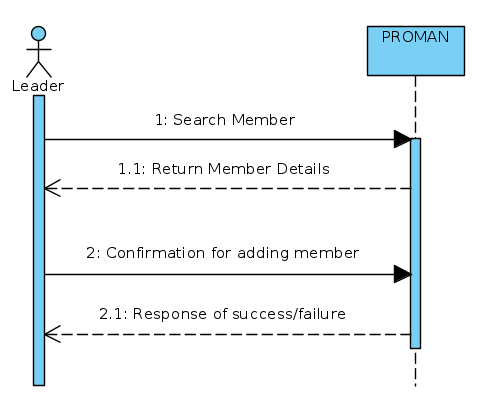 PROMAN
Leader
1: Search Member
1.1: Return Member Details
2: Confirmation for adding member
2.1: Response of success/failure